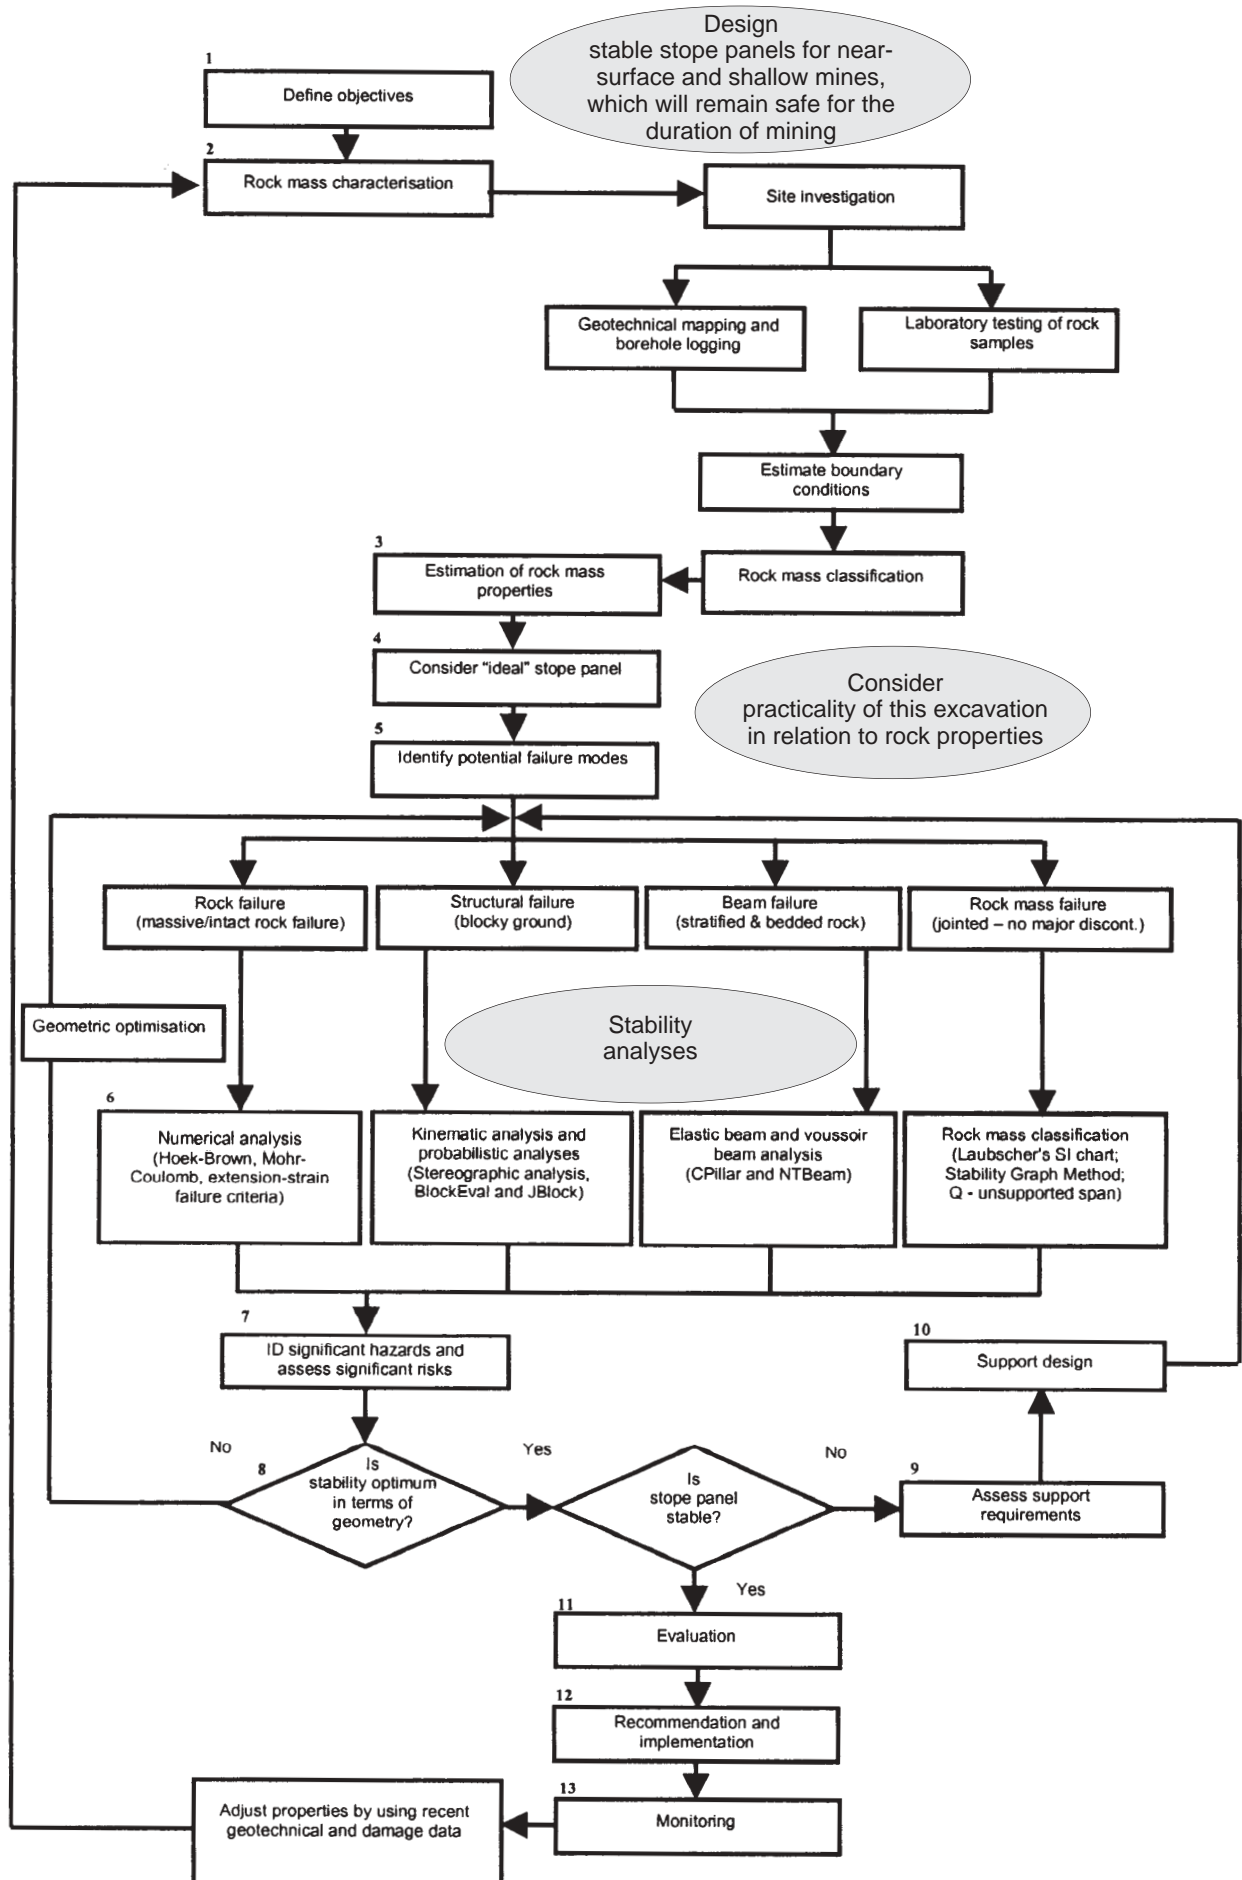 Design
stable stope panels for near-
surface and shallow mines,
which will remain safe for the
duration of mining
1
Define objectives
2
Rock mass characterisation
Site investigation
Geotechnical mapping and
borehole logging
Laboratory testing of rock
samples
Estimate boundary
conditions
3
Estimation of rock mass
properties
Rock mass classification
4
Consider “ideal” stope panel
Consider
practicality of this excavation
in relation to rock properties
5
Identify potential failure modes
Rock failure
(massive/intact rock failure)
Structural failure
(blocky ground)
Beam failure
(stratified & bedded rock)
Rock mass failure
(jointed – no major discont.)
Geometric optimisation
Stability
analyses
6
Numerical analysis
(Hoek-Brown, Mohr-
Coulomb, extension-strain
failure criteria)
Kinematic analysis and
probabilistic analyses
(Stereographic analysis,
BlockEval and JBlock)
Elastic beam and voussoir
beam analysis
(CPillar and NTBeam)
Rock mass classification
(Laubscher's SI chart;
Stability Graph Method;
Q - unsupported span)
7
ID significant hazards and
assess significant risks
10
Support design
No
8
Is
stability optimum
in terms of
geometry?
Yes
Is
stope panel
stable?
No
9
Assess support
requirements
Yes
11
Evaluation
12
Recommendation and
implementation
13
Monitoring
Adjust properties by using recent
geotechnical and damage data